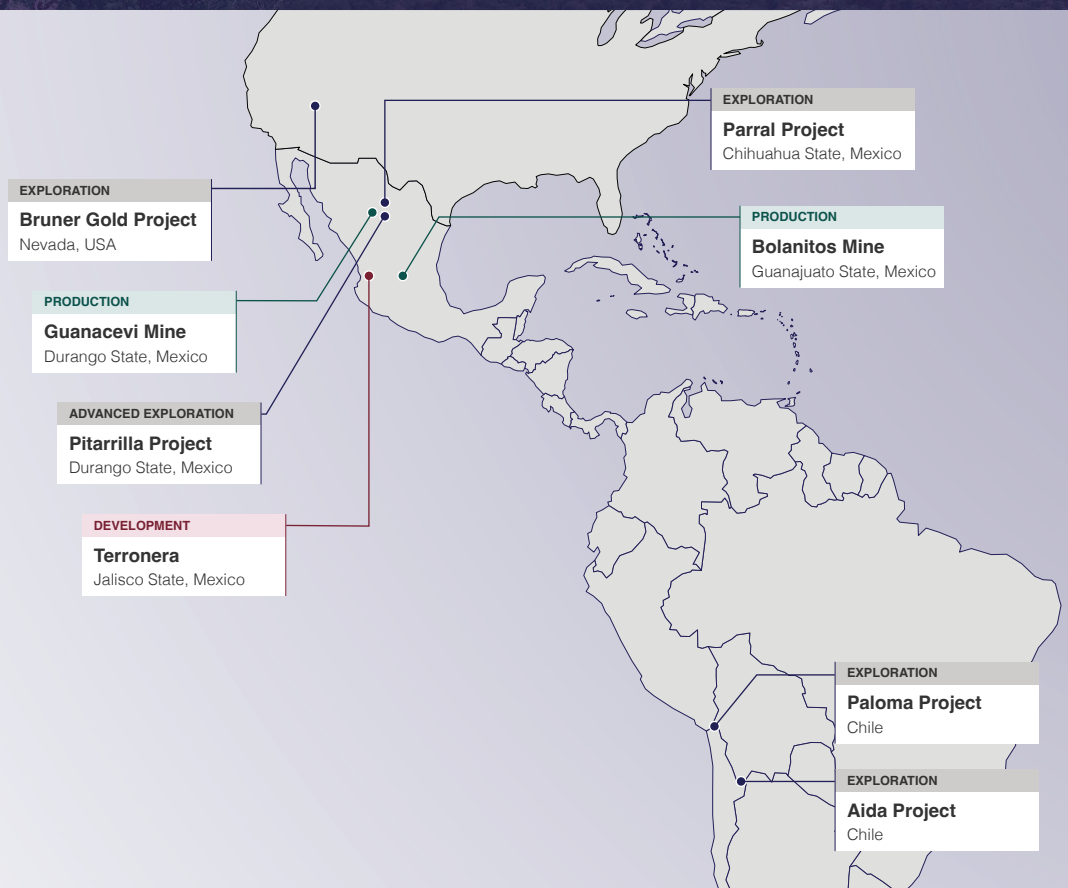 EXPLORATION
Parral Project
Chihuahua State, Mexico
EXPLORATION
Bruner Gold Project
Nevada, USA
PRODUCTION
Bolanitos Mine
Guanajuato State, Mexico
PRODUCTION
Guanacevi Mine
Durango State, Mexico
ADVANCED EXPLORATION
Pitarrilla Project
Durango State, Mexico
DEVELOPMENT
Terronera
Jalisco State, Mexico
EXPLORATION
Paloma Project
Chile
EXPLORATION
Aida Project
Chile